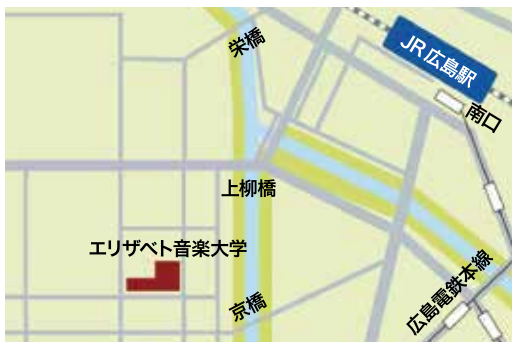 栄橋
JR広島駅
南口
上柳橋
エリザベト音楽大学
広島電鉄本線
京橋